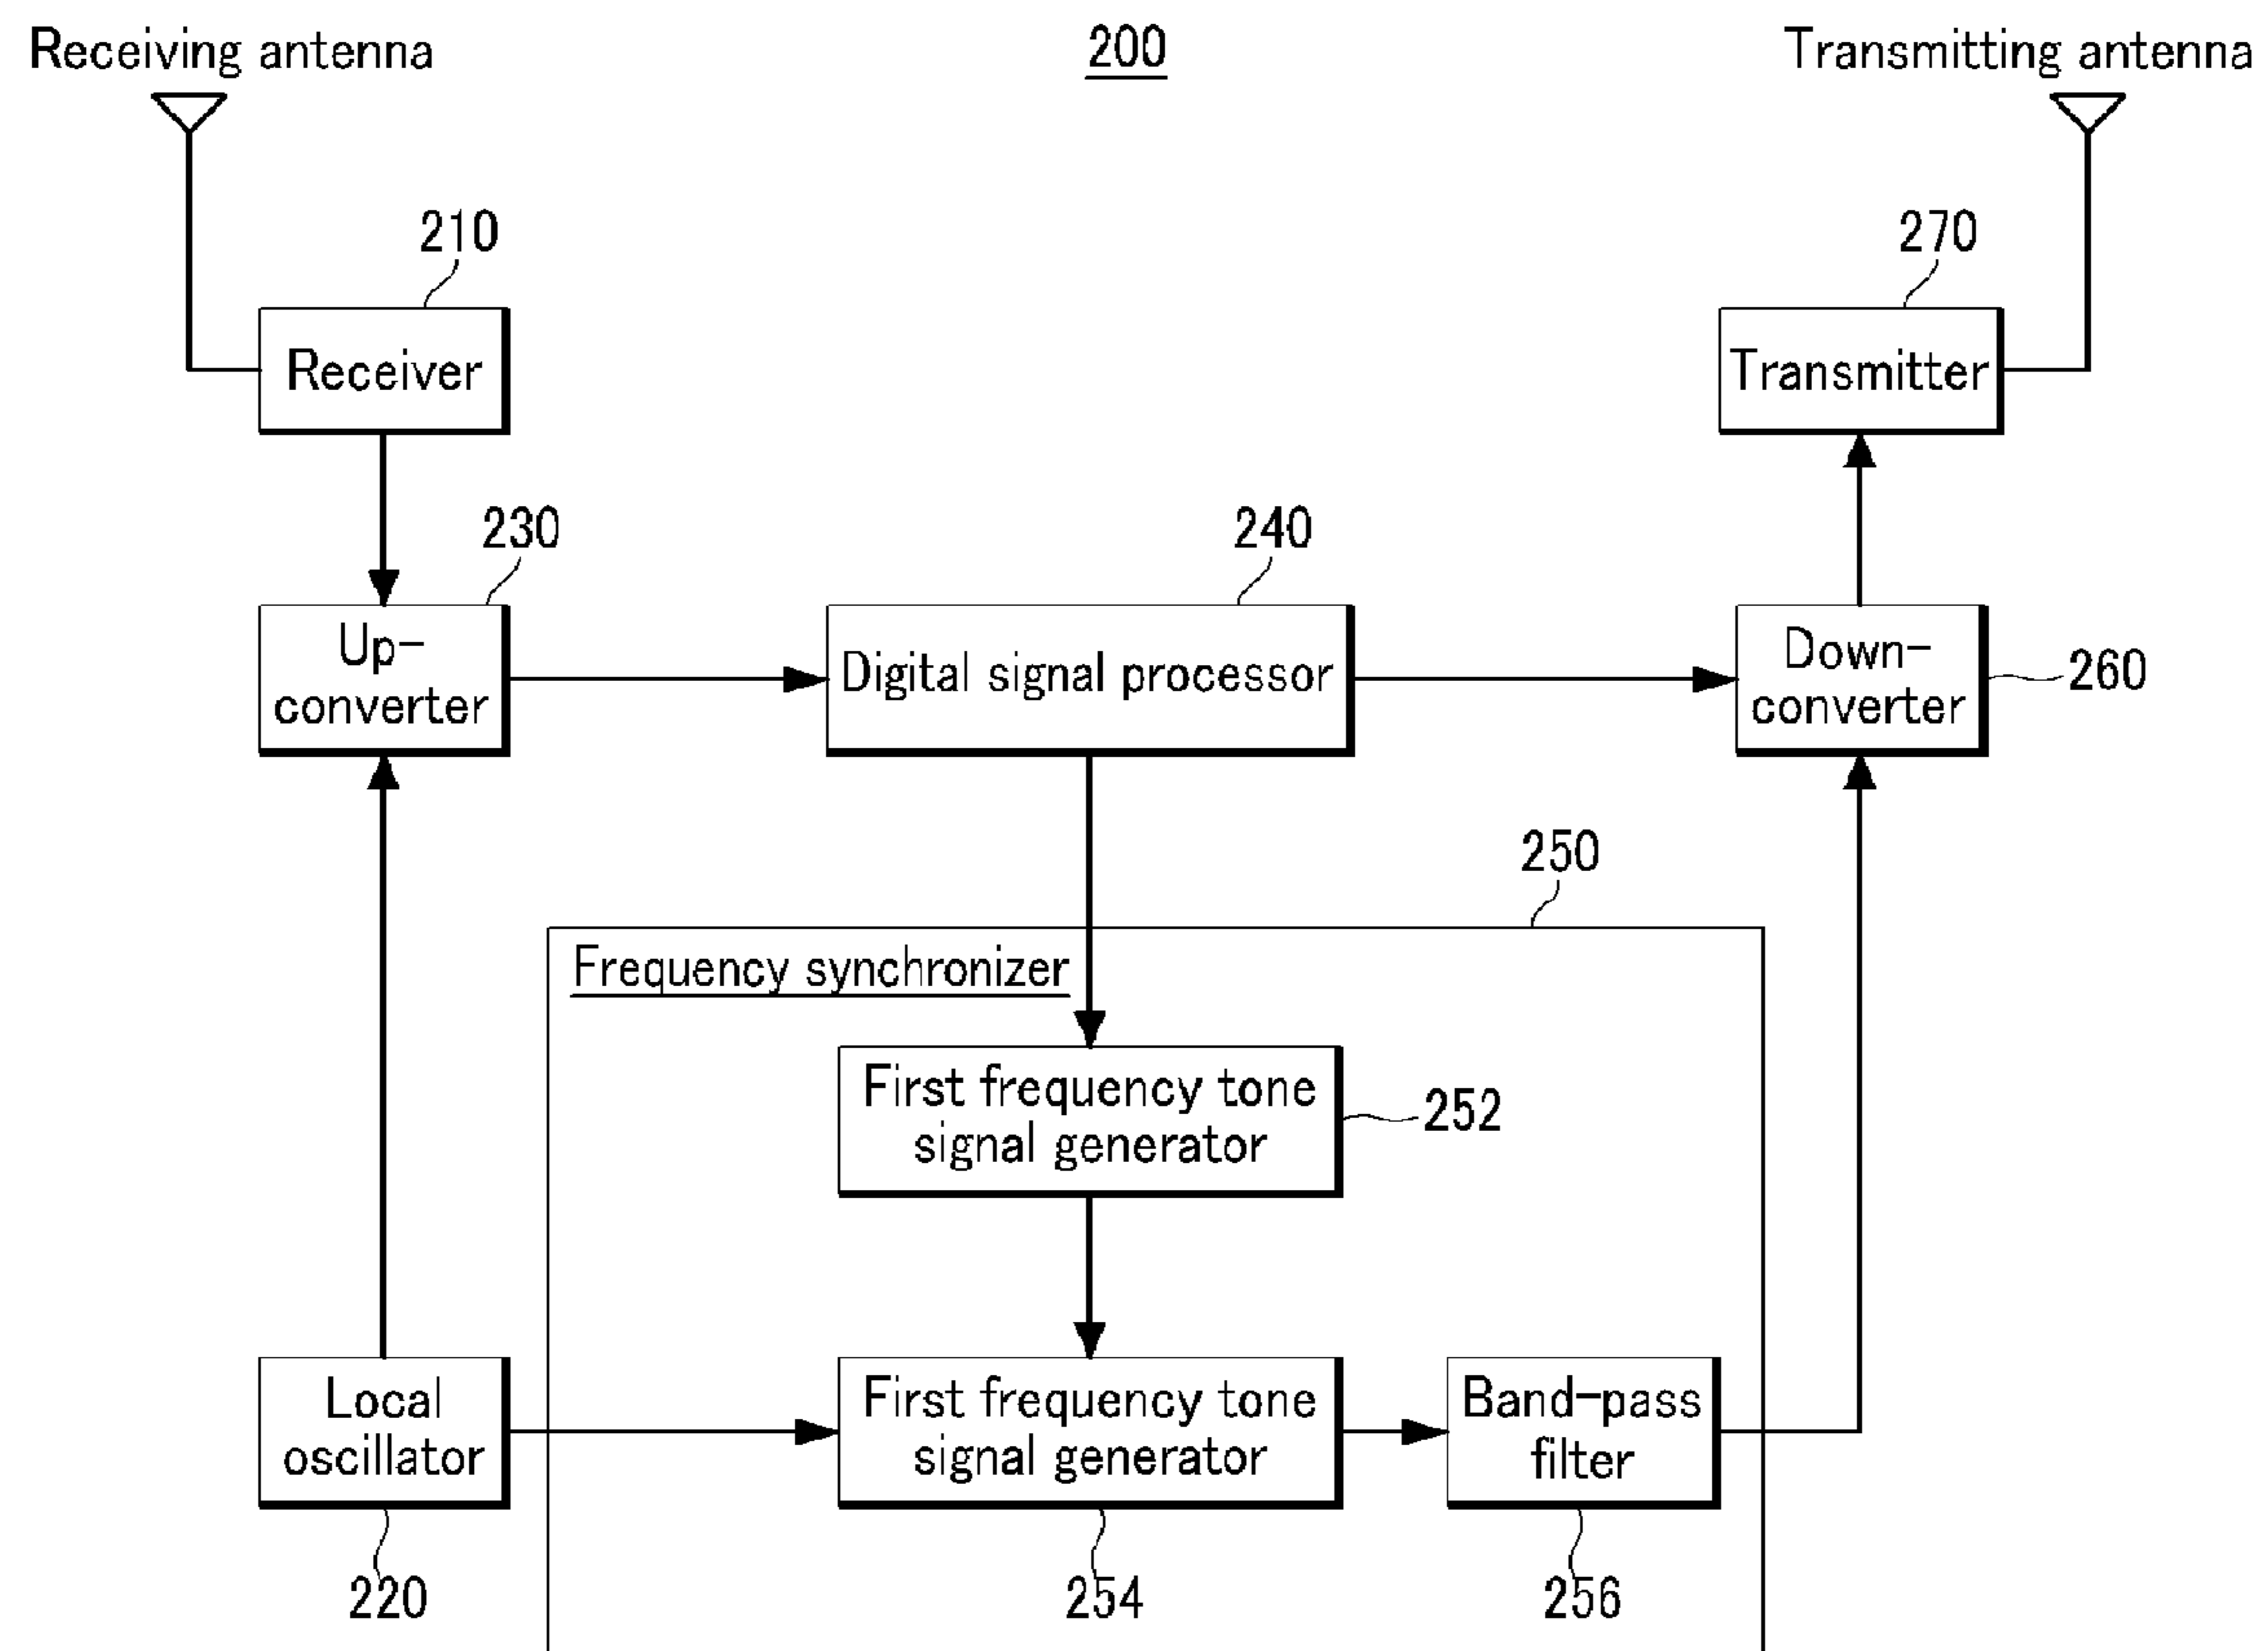 Receiving antenna
200
Transmitting antenna
210
270
Receiver
Transmitter
230
240
Up-
converter
Digital signal processor
Down-
converter
260
250
Frequency synchronizer
First frequency tone
signal generator
252
Local
oscillator
First frequency tone
signal generator
Band-pass
filter
220
254
256